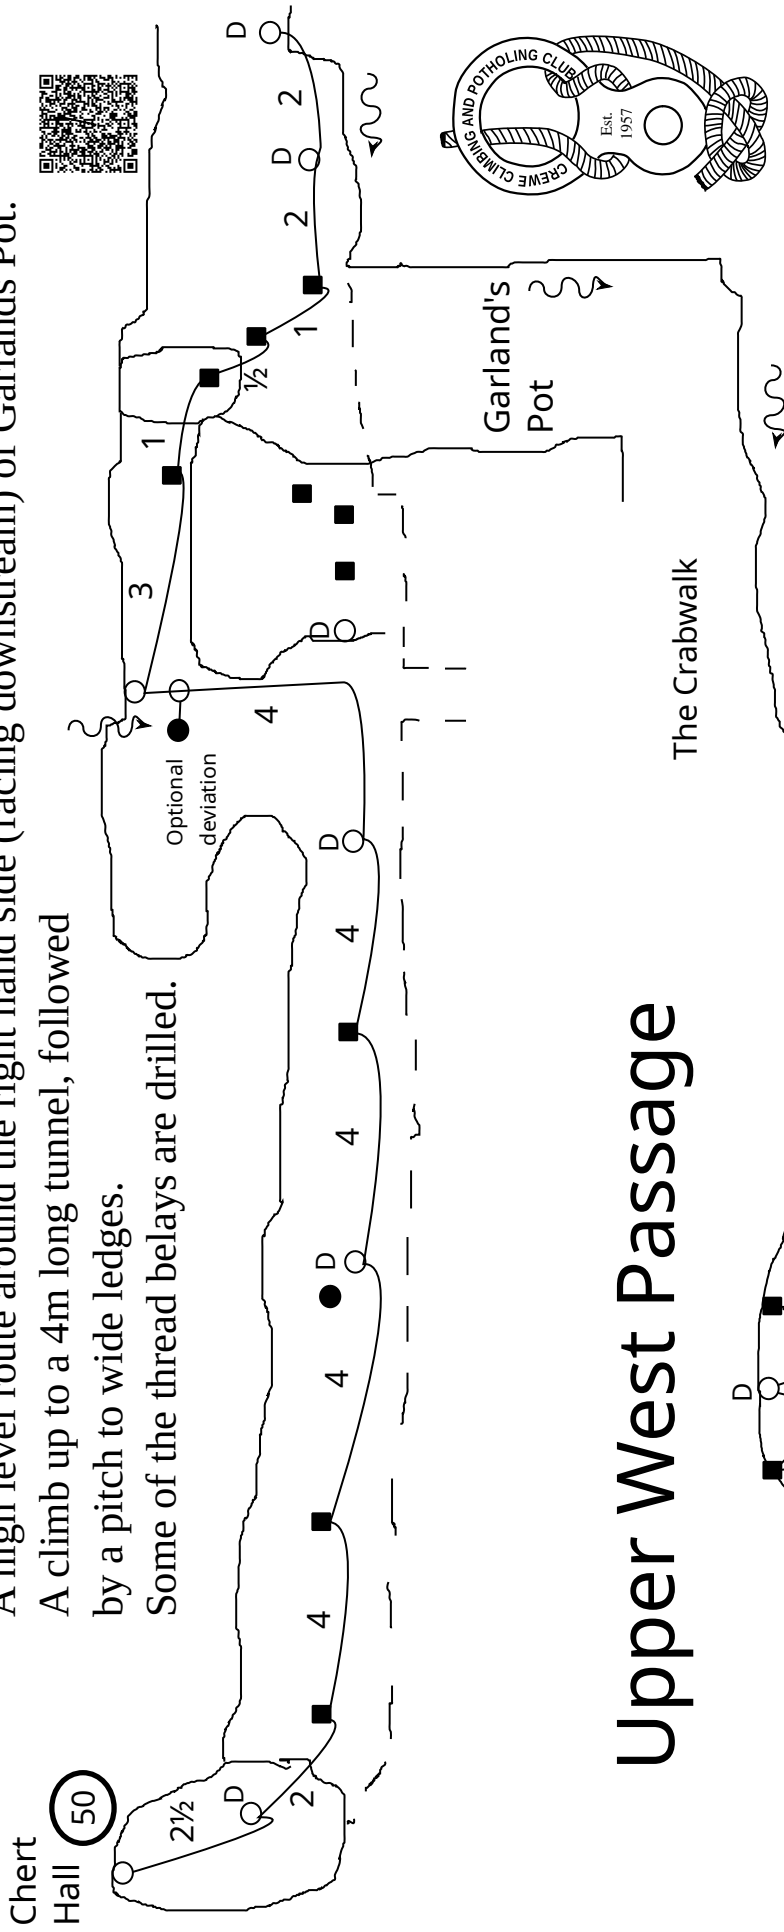 A high level route around the right hand side (facing downstream) of Garlands Pot.
A climb up to a 4m long tunnel, followed
by a pitch to wide ledges.
Some of the thread belays are drilled.
Chert
Hall
50
2½
D
2
4
4
D
4
4
D
4
Optional
deviation
3
1
½
1
2
D
2
D
D
Garland's
Pot
The Crabwalk
Upper West Passage
D
CREWE CLIMBING AND POTHOLING CLUB
Est.
1957